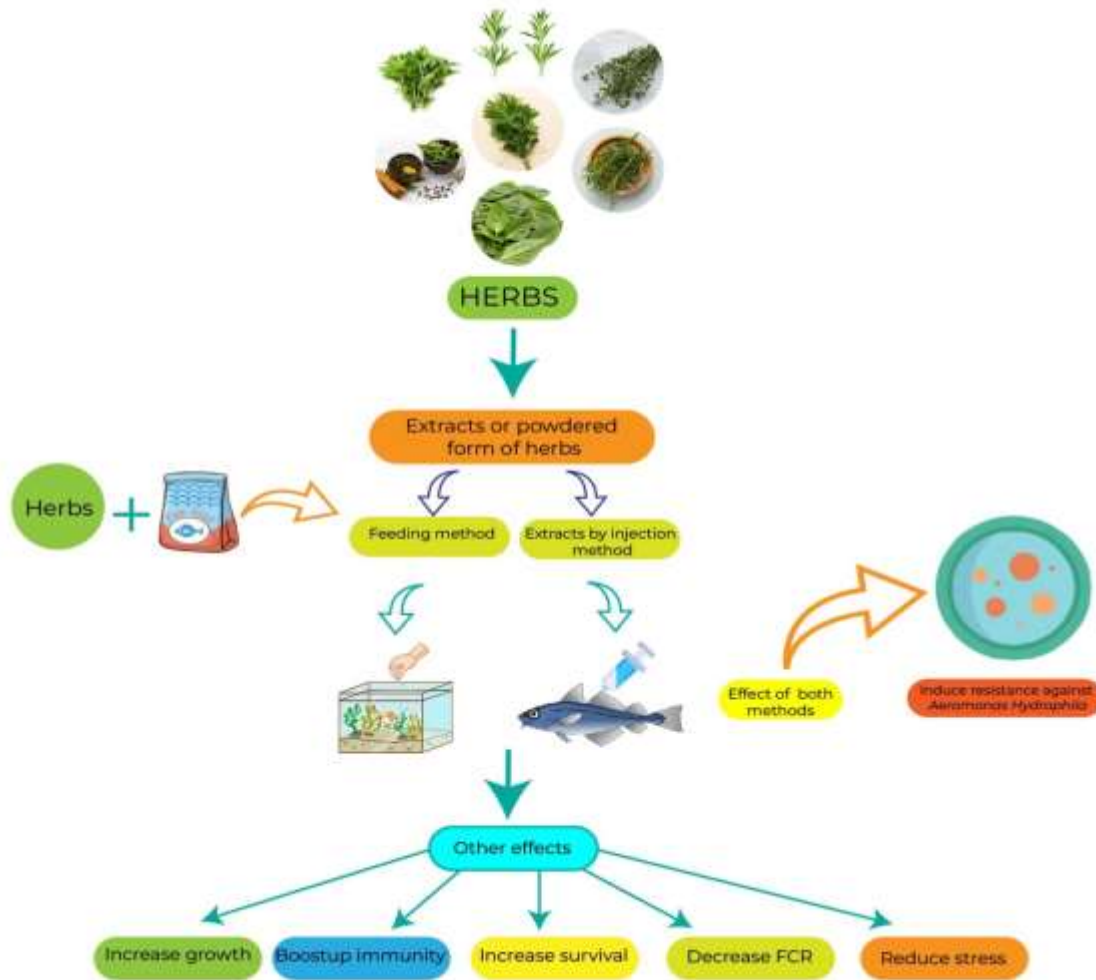 HERBS
Extracts or powdered
form of herbs
Herbs
Feeding method
Extracts by injection
method
Effect of both
methods
Induce resistance against
Aeromonas Hydrophila
Other effects
Increase growth
Boostup immunity
Increase survival
Decrease FCR
Reduce stress